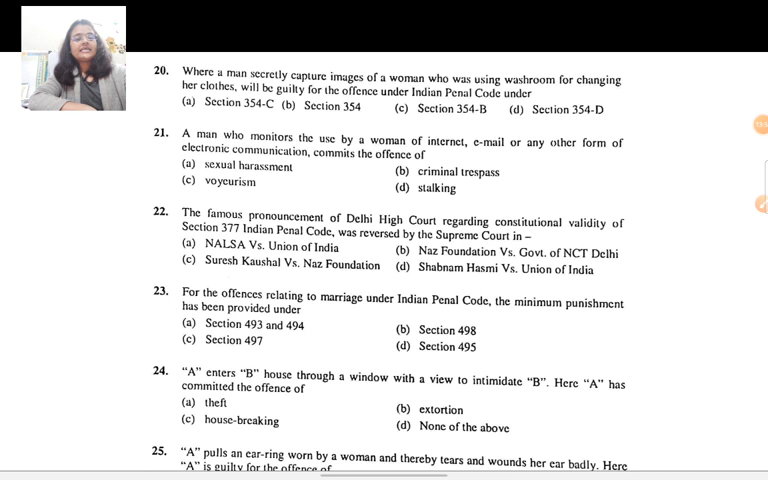 20. Where a man secretly capture images of a woman who was using washroom for changing
her clothes, will be guilty for the offence under Indian Penal Code under
(a) Section 354-C (b) Section 354 (c) Section 354-B (d) Section 354-D
21. A man who monitors the use by a woman of internet, e-mail or any other form of
electronic communication, commits the offence of
(a) sexual harassment (b) criminal trespass
(c) voyeurism (d) stalking
22. The famous pronouncement of Delhi High Court regarding constitutional validity of
Section 377 Indian Penal Code, was reversed by the Supreme Court in –
(a) NALSA Vs. Union of India (b) Naz Foundation Vs. Govt. of NCT Delhi
(c) Suresh Kaushal Vs. Naz Foundation (d) Shabnam Hasmi Vs. Union of India
23. For the offences relating to marriage under Indian Penal Code, the minimum punishment
has been provided under
(a) Section 493 and 494 (b) Section 498
(c) Section 497 (d) Section 495
24. “A” enters “B” house through a window with a view to intimidate “B”. Here “A” has
committed the offence of
(a) theft (b) extortion
(c) house-breaking (d) None of the above
25. “A” pulls an ear-ring worn by a woman and thereby tears and wounds her ear badly. Here
“A” is guilty for the offence of